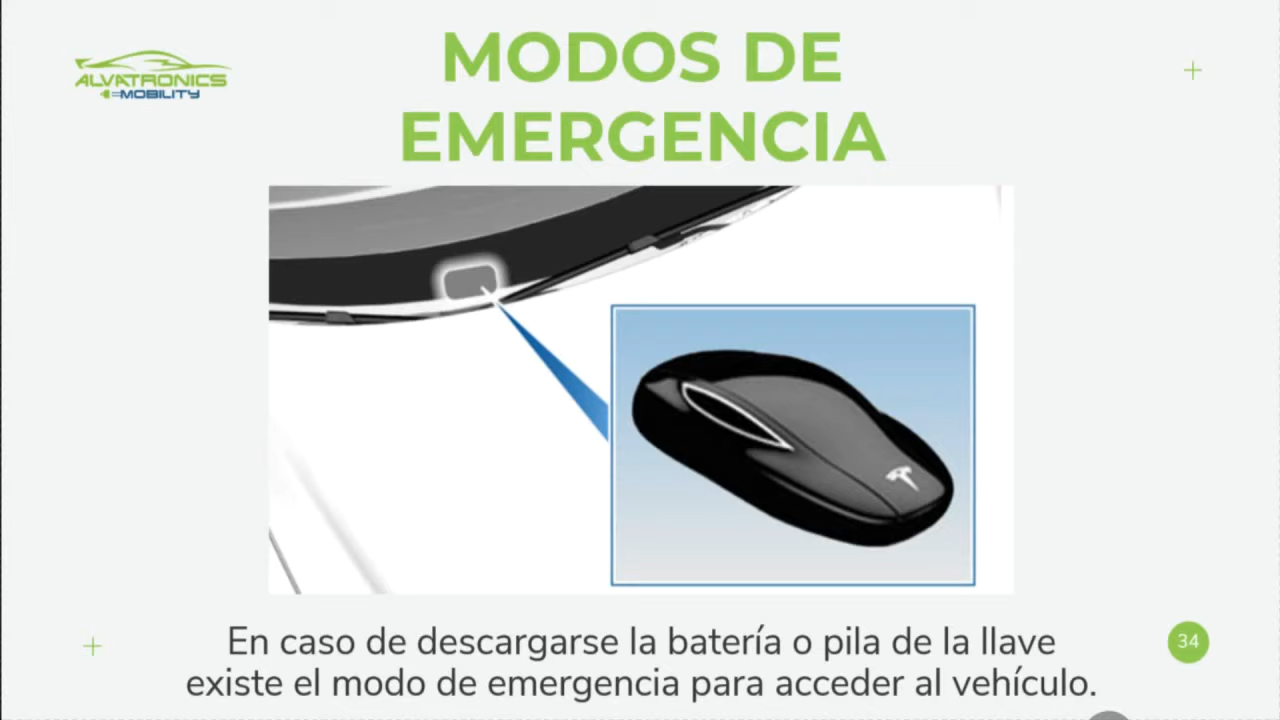 MODOS DE
EMERGENCIA
ALVATRONICS
MOBILITY
En caso de descargarse la batería o pila de la llave
existe el modo de emergencia para acceder al vehículo.
34